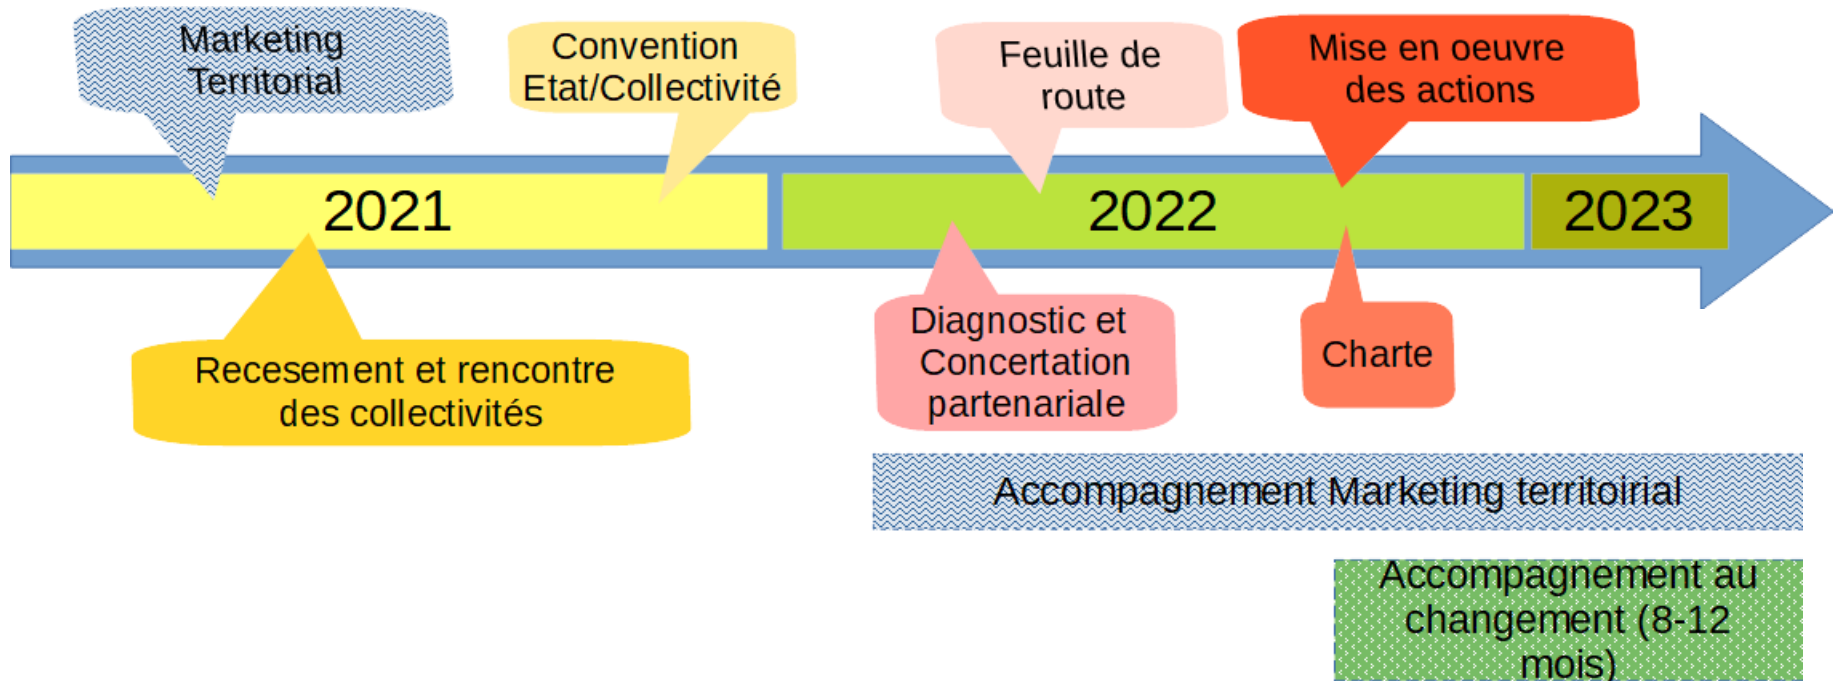 Marketing
Territorial
Convention
Etat/Collectivité
Feuille de
route
Mise en oeuvre
des actions
2021
2022
2023
Recesement et rencontre
des collectivités
Diagnostic et
Concertation
partenariale
Charte
Accompagnement Marketing territoirial
Accompagnement au
changement (8-12
mois)